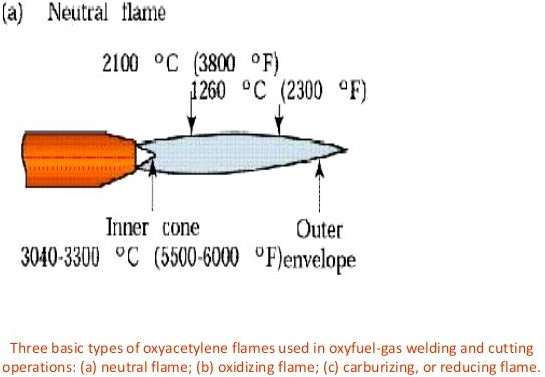 (a) Neutral flame
2100 °C (3800 °F)
1260 °C (2300 °F)
Inner cone
3040-3300 °C (5500-6000 °F)
Outer
envelope
Three basic types of oxyacetylene flames used in oxyfuel-gas welding and cutting
operations: (a) neutral flame; (b) oxidizing flame; (c) carburizing, or reducing flame.